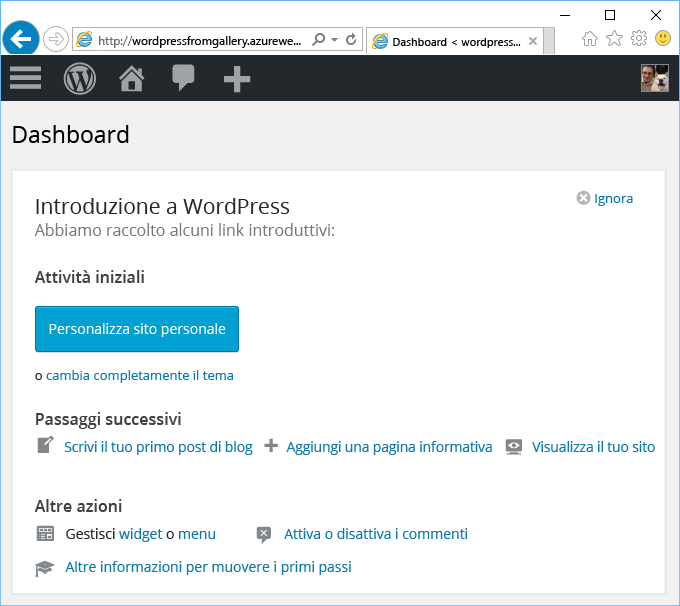 http://wordpressfromgallery.azurewe...
Dashboard < wordpress...
Dashboard
Introduzione a WordPress
Ignora
Abbiamo raccolto alcuni link introduttivi:
Attività iniziali
Personalizza sito personale
o cambia completamente il tema
Passaggi successivi
Scrivi il tuo primo post di blog Aggiungi una pagina informativa Visualizza il tuo sito
Altre azioni
Gestisci widget o menu Attiva o disattiva i commenti
Altre informazioni per muovere i primi passi